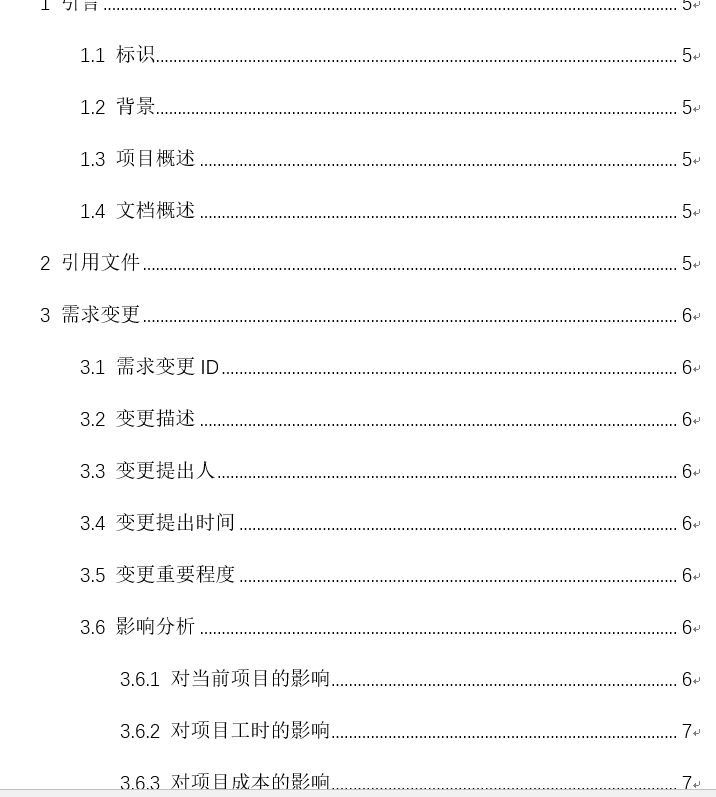 1 引言 5
1.1 标识 5
1.2 背景 5
1.3 项目概述 5
1.4 文档概述 5
2 引用文件 5
3 需求变更 6
3.1 需求变更 ID 6
3.2 变更描述 6
3.3 变更提出人 6
3.4 变更提出时间 6
3.5 变更重要程度 6
3.6 影响分析 6
3.6.1 对当前项目的影响 6
3.6.2 对项目工时的影响 7
3.6.3 对项目成本的影响 7